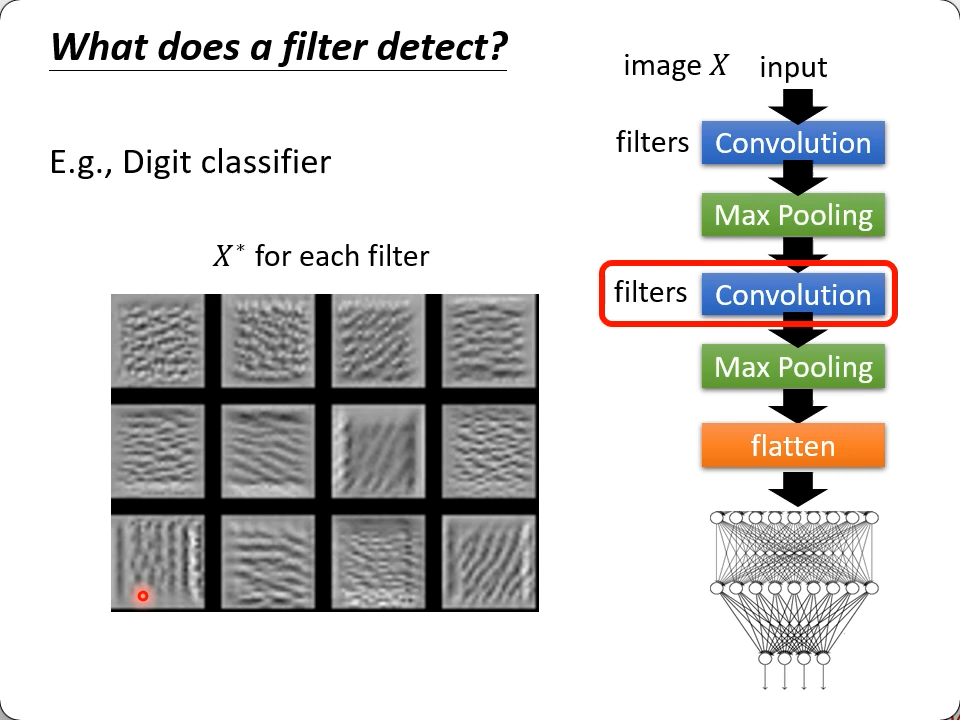 What does a filter detect?
image X input
filters Convolution
E.g., Digit classifier
Max Pooling
X* for each filter
filters Convolution
Max Pooling
flatten